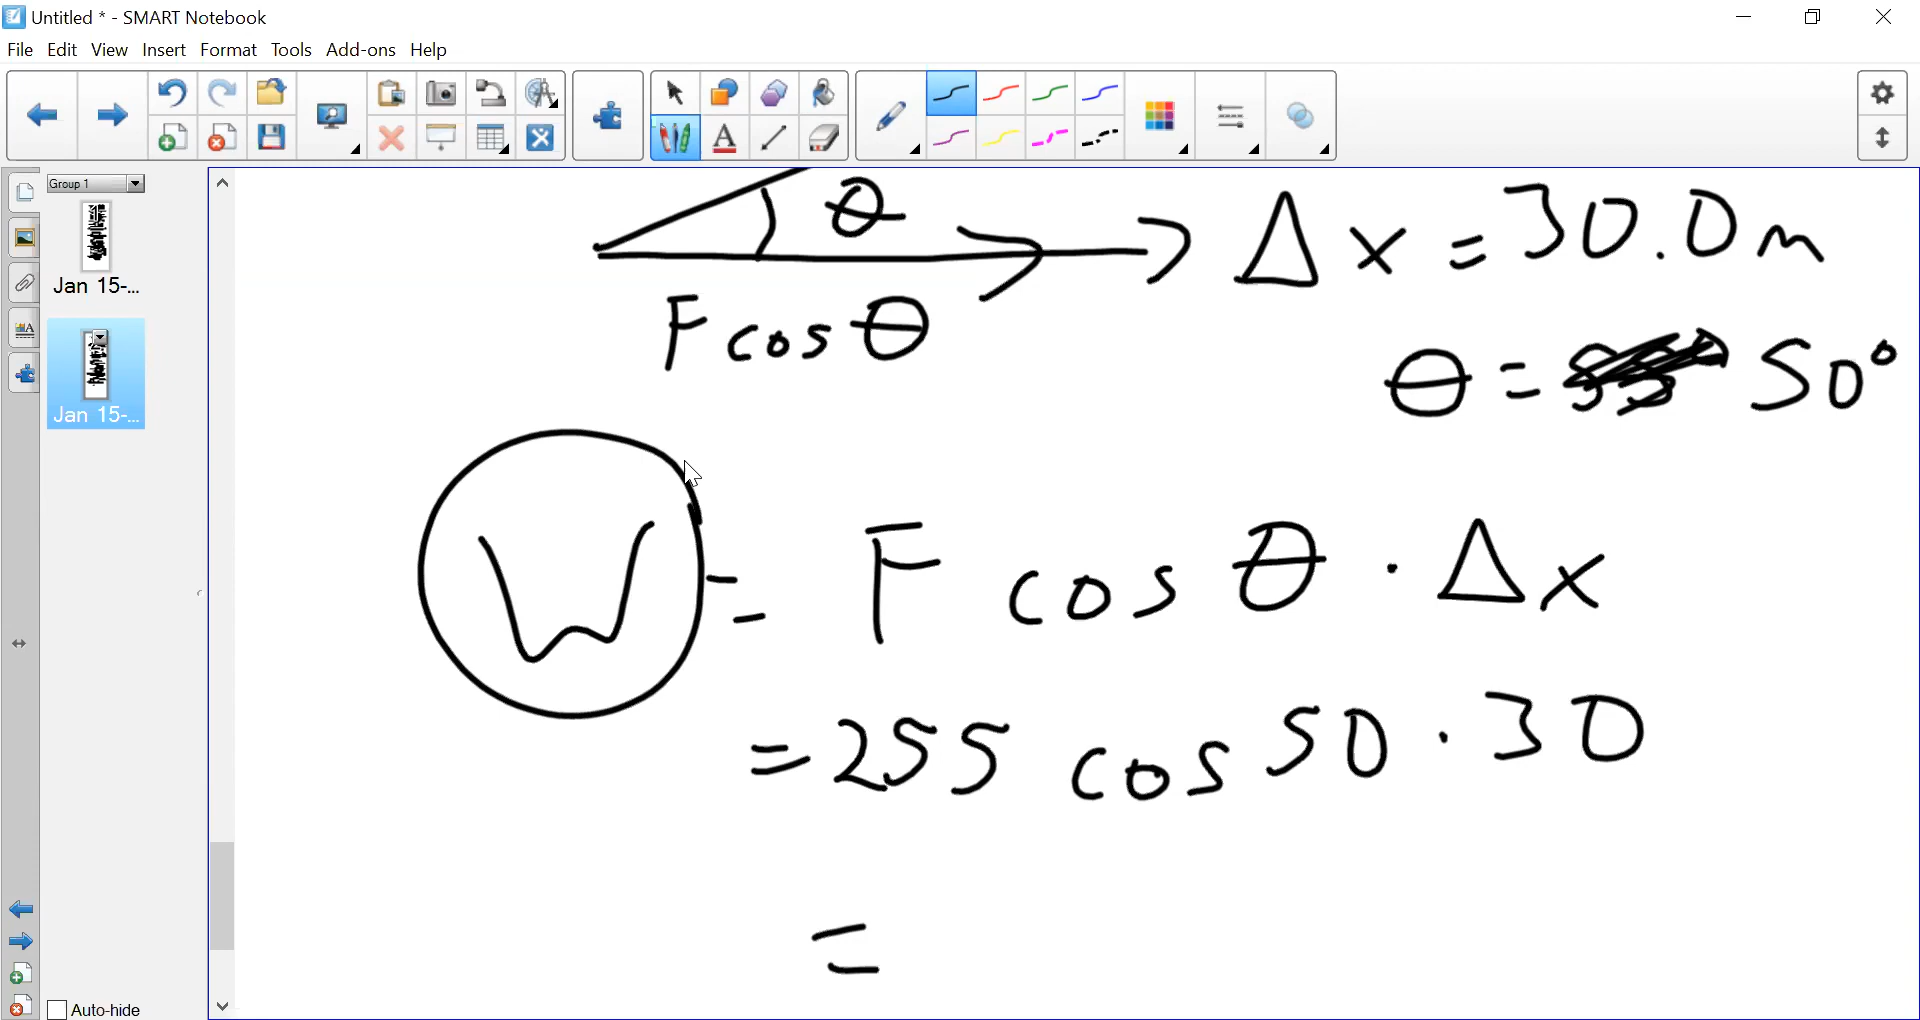 Untitled * - SMART Notebook
File Edit View Insert Format Tools Add-ons Help
Group 1
Jan 15-...
Jan 15-...
Auto-hide
θ
Δx = 30.0m
F cos θ
θ = 50°
W = F cos θ · Δx
= 255 cos 50 · 30
=